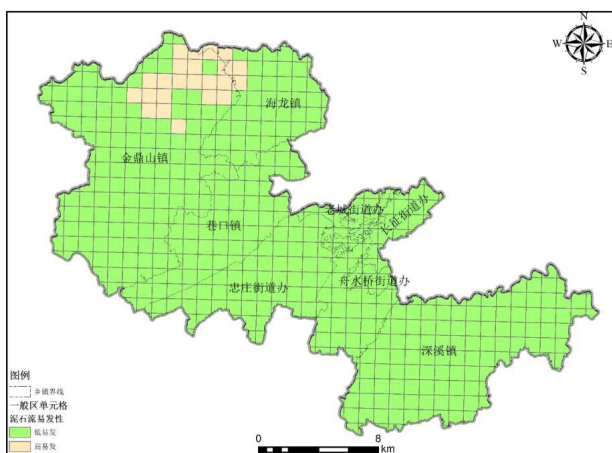 N
W E
S
海龙镇
金鼎山镇
老城街道办
长征街道办
巷口镇
忠庄街道办
舟水桥街道办
深溪镇
图例
乡镇界线
一般区单元格
泥石流易发性
低易发
高易发
0 8
km